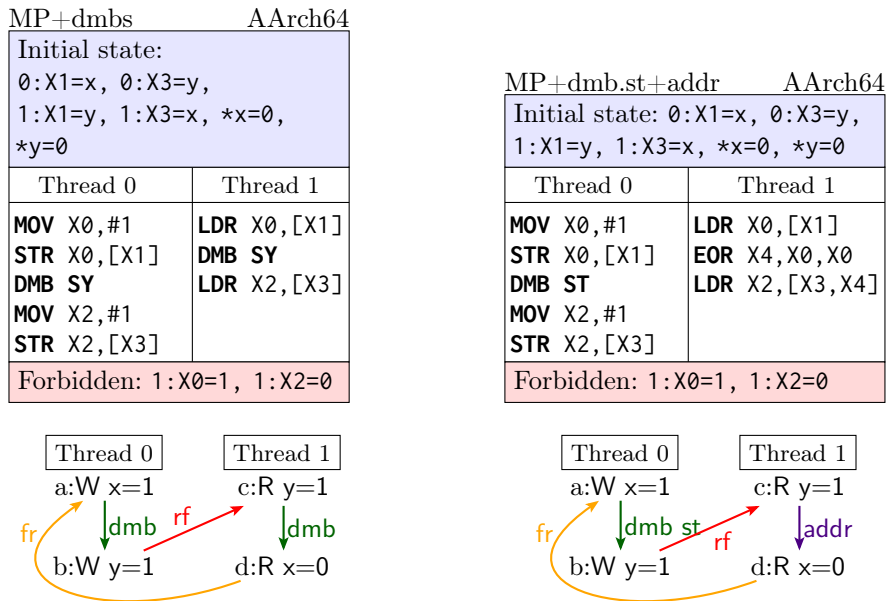 MP+dmbs AArch64
Initial state:
0:X1=x, 0:X3=y,
1:X1=y, 1:X3=x, *x=0,
*y=0
Thread 0 Thread 1
MOV X0,#1 LDR X0,[X1]
STR X0,[X1] DMB SY
DMB SY LDR X2,[X3]
MOV X2,#1
STR X2,[X3]
Forbidden: 1:X0=1, 1:X2=0
Thread 0 Thread 1
a:W x=1 c:R y=1
fr dmb rf dmb
b:W y=1 d:R x=0
MP+dmb.st+addr AArch64
Initial state: 0:X1=x, 0:X3=y,
1:X1=y, 1:X3=x, *x=0, *y=0
Thread 0 Thread 1
MOV X0,#1 LDR X0,[X1]
STR X0,[X1] EOR X4,X0,X0
DMB ST LDR X2,[X3,X4]
MOV X2,#1
STR X2,[X3]
Forbidden: 1:X0=1, 1:X2=0
Thread 0 Thread 1
a:W x=1 c:R y=1
fr dmb st rf addr
b:W y=1 d:R x=0